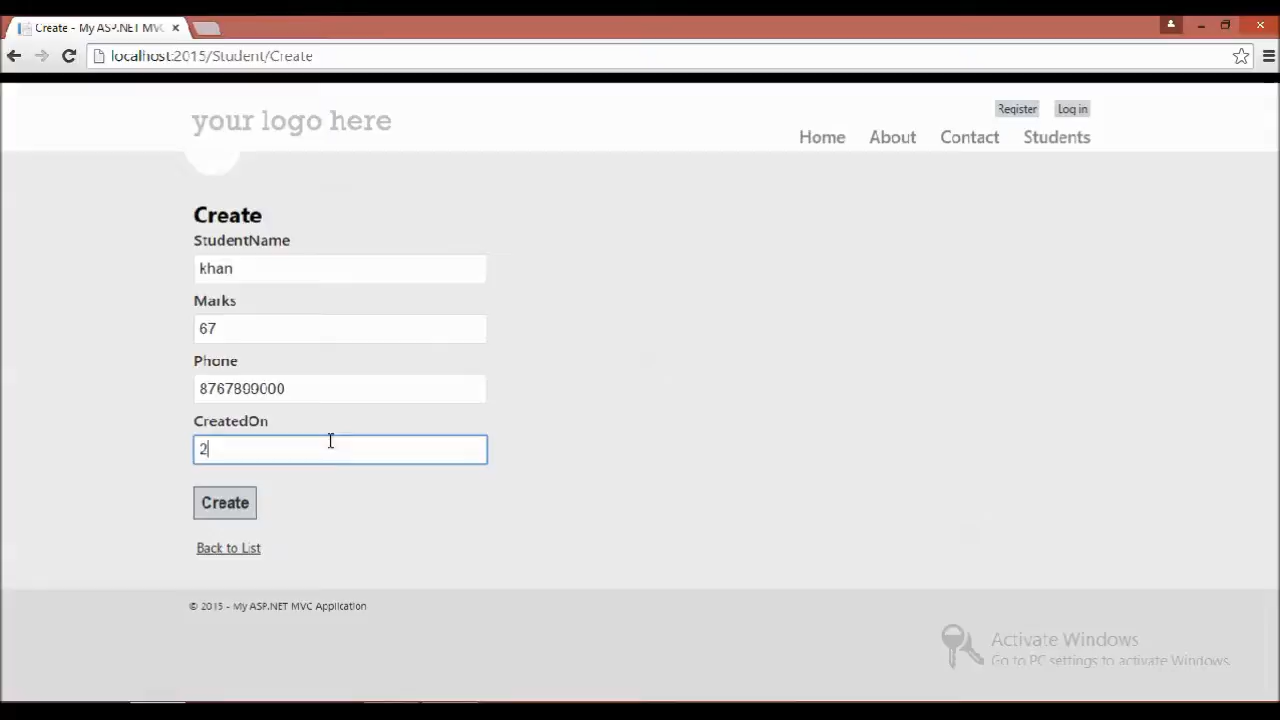 Create - My ASP.NET MVC
localhost:2015/Student/Create
your logo here
Register Log in
Home About Contact Students
Create
StudentName
khan
Marks
67
Phone
8767899000
CreatedOn
2
Create
Back to List
© 2015 - My ASP.NET MVC Application
Activate Windows
Go to PC settings to activate Windows.